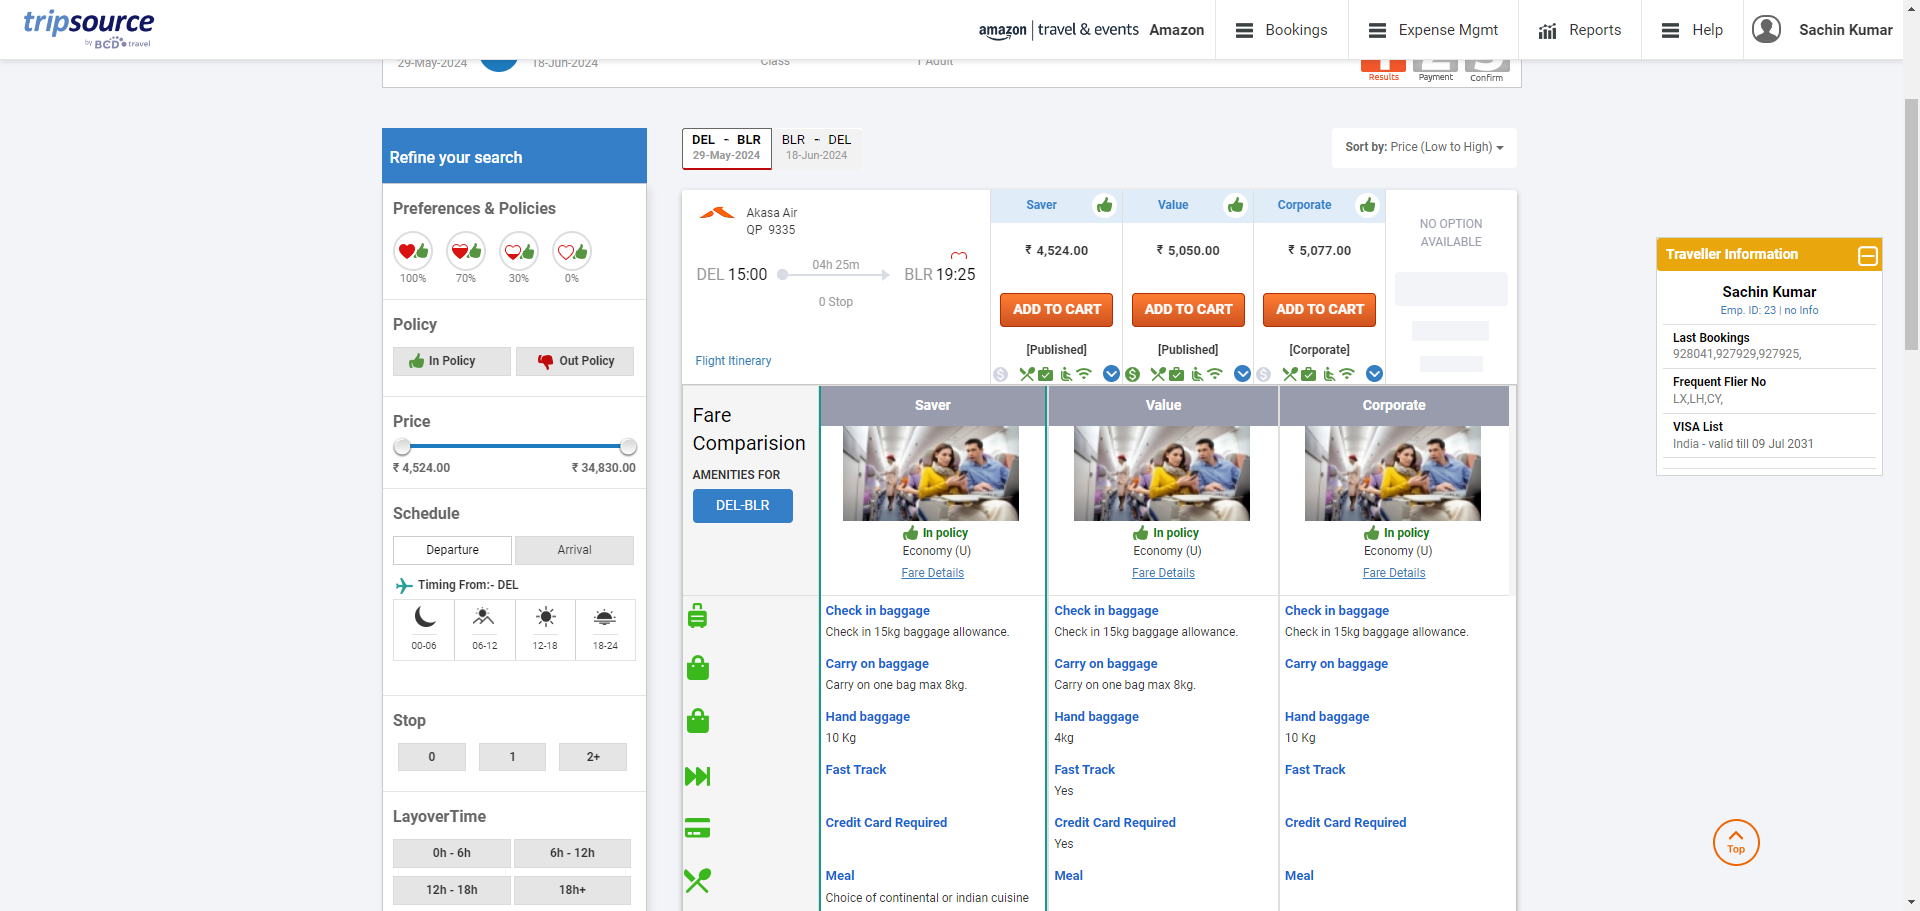 tripsource
by BCD travel
amazon | travel & events Amazon
Bookings
Expense Mgmt
Reports
Help
Sachin Kumar
29-May-2024
18-Jun-2024
Class
1 Adult
Results
Payment
Confirm
Refine your search
Preferences & Policies
100% 70% 30% 0%
Policy
In Policy
Out Policy
Price
₹ 4,524.00 ₹ 34,830.00
Schedule
Departure Arrival
Timing From:- DEL
00-06 06-12 12-18 18-24
Stop
0 1 2+
LayoverTime
0h - 6h 6h - 12h
12h - 18h 18h+
DEL - BLR
29-May-2024
BLR - DEL
18-Jun-2024
Sort by: Price (Low to High)
Akasa Air
QP 9335
DEL 15:00
04h 25m
BLR 19:25
0 Stop
Flight Itinerary
Saver
₹ 4,524.00
ADD TO CART
[Published]
Value
₹ 5,050.00
ADD TO CART
[Published]
Corporate
₹ 5,077.00
ADD TO CART
[Corporate]
NO OPTION
AVAILABLE
Fare
Comparision
AMENITIES FOR
DEL-BLR
Saver
In policy
Economy (U)
Fare Details
Check in baggage
Check in 15kg baggage allowance.
Carry on baggage
Carry on one bag max 8kg.
Hand baggage
10 Kg
Fast Track
Credit Card Required
Meal
Choice of continental or indian cuisine
Value
In policy
Economy (U)
Fare Details
Check in baggage
Check in 15kg baggage allowance.
Carry on baggage
Carry on one bag max 8kg.
Hand baggage
4kg
Fast Track
Yes
Credit Card Required
Yes
Meal
Corporate
In policy
Economy (U)
Fare Details
Check in baggage
Check in 15kg baggage allowance.
Carry on baggage
Hand baggage
10 Kg
Fast Track
Credit Card Required
Meal
Traveller Information
Sachin Kumar
Emp. ID: 23 | no Info
Last Bookings
928041,927929,927925,
Frequent Flier No
LX,LH,CY,
VISA List
India - valid till 09 Jul 2031
Top